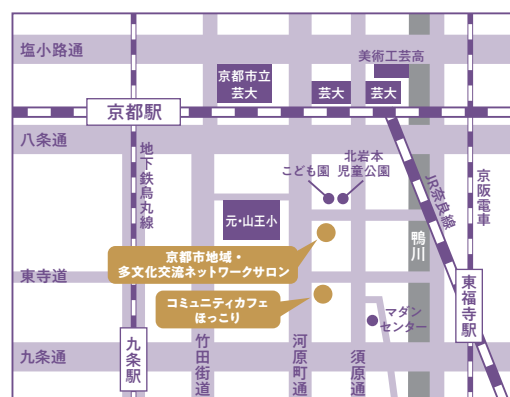 塩小路通
美術工芸高
京都市立
芸大
芸大
芸大
京都駅
八条通
地下鉄烏丸線
北岩本
児童公園
こども園
JR奈良線
京阪電車
元・山王小
鴨川
京都市地域・
多文化交流ネットワークサロン
東寺道
コミュニティカフェ
ほっこり
東福寺駅
マダン
センター
九条通
九条駅
竹田街道
河原町通
須原通